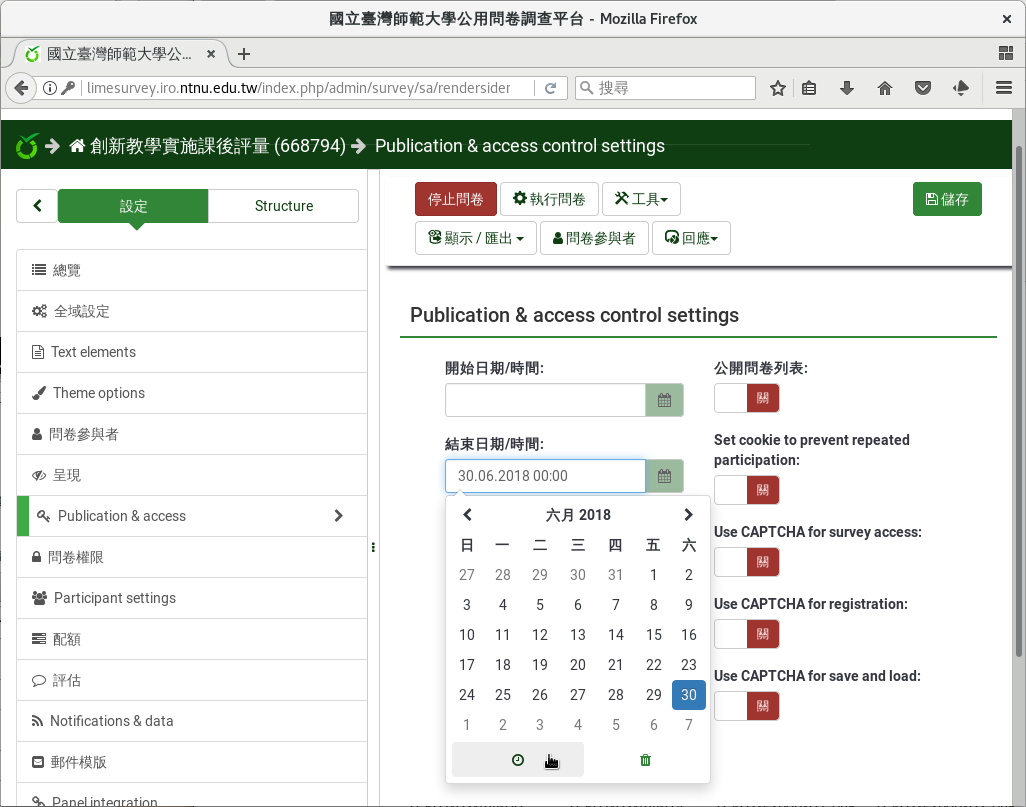 國立臺灣師範大學公用問卷調查平台 - Mozilla Firefox
國立臺灣師範大學公...
limesurvey.iro.ntnu.edu.tw/index.php/admin/survey/sa/rendersider
搜尋
創新教學實施課後評量 (668794)
Publication & access control settings
設定
Structure
總覽
全域設定
Text elements
Theme options
問卷參與者
呈現
Publication & access
問卷權限
Participant settings
配額
評估
Notifications & data
郵件模版
Panel integration
停止問卷
執行問卷
工具
儲存
顯示 / 匯出
問卷參與者
回應
Publication & access control settings
開始日期/時間:
結束日期/時間:
30.06.2018 00:00
六月 2018
日 一 二 三 四 五 六
27 28 29 30 31 1 2
3 4 5 6 7 8 9
10 11 12 13 14 15 16
17 18 19 20 21 22 23
24 25 26 27 28 29 30
1 2 3 4 5 6 7
公開問卷列表:
關
Set cookie to prevent repeated
participation:
關
Use CAPTCHA for survey access:
關
Use CAPTCHA for registration:
關
Use CAPTCHA for save and load:
關